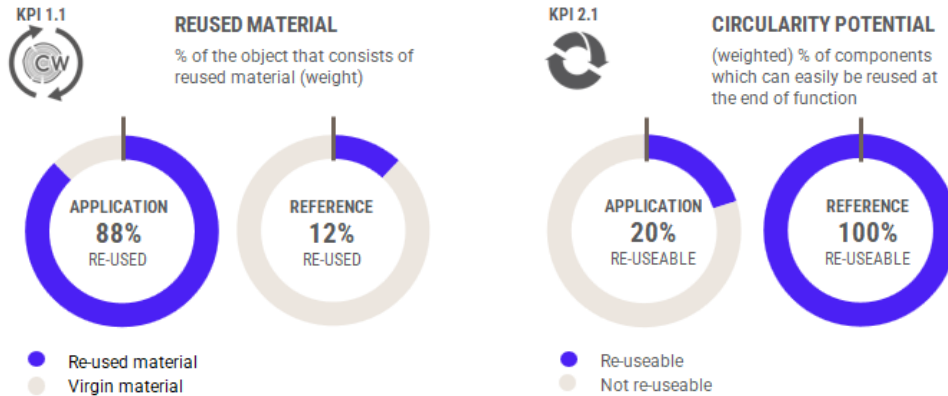 KPI 1.1
CW
REUSED MATERIAL
% of the object that consists of
reused material (weight)
APPLICATION
88%
RE-USED
REFERENCE
12%
RE-USED
Re-used material
Virgin material
KPI 2.1
CIRCULARITY POTENTIAL
(weighted) % of components
which can easily be reused at
the end of function
APPLICATION
20%
RE-USEABLE
REFERENCE
100%
RE-USEABLE
Re-useable
Not re-useable